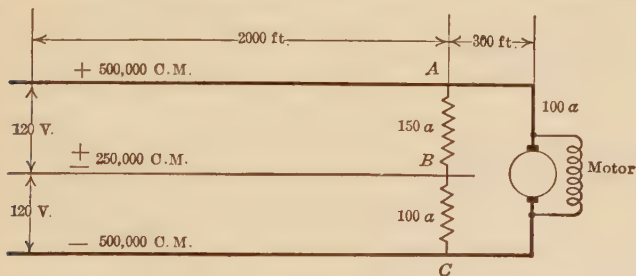 2000 ft.
300 ft.
+ 500,000 C.M.
A
100 a
120 V.
150 a
± 250,000 C.M.
B
Motor
120 V.
100 a
− 500,000 C.M.
C